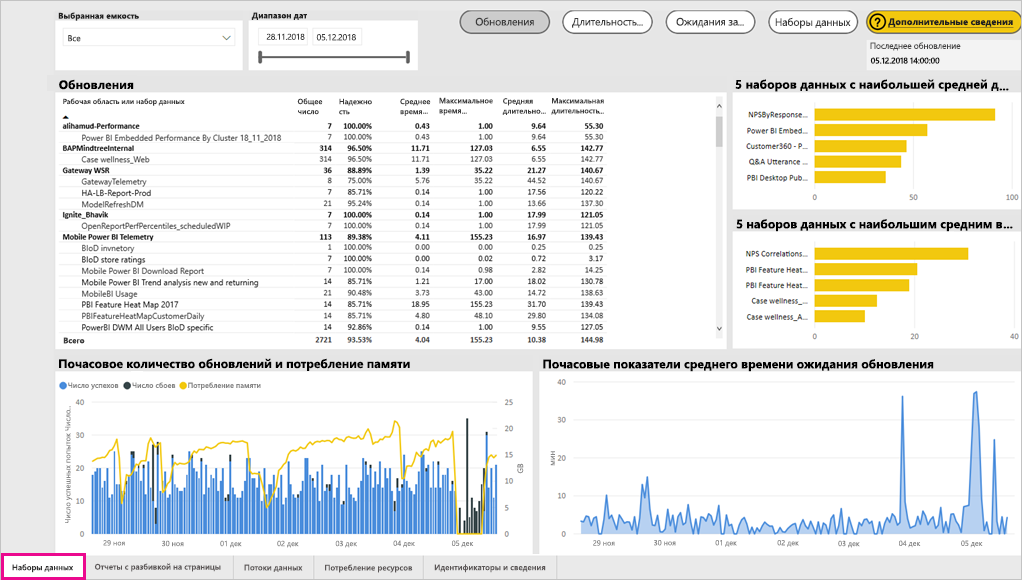 Выбранная емкость
Все
Диапазон дат
28.11.2018 05.12.2018
Обновления
Длительность...
Ожидания за...
Наборы данных
? Дополнительные сведения
Последнее обновление
05.12.2018 14:00:00
Обновления
Рабочая область или набор данных Общее число Надежно сть Среднее время... Максимальное время... Средняя длительно... Максимальная длительность...
alihamud-Performance 7 100.00% 0.43 1.00 9.64 55.30
Power BI Embedded Performance By Cluster 18_11_2018 7 100.00% 0.43 1.00 9.64 55.30
BAPMindtreeInternal 314 96.50% 11.71 127.03 6.55 142.77
Case wellness_Web 314 96.50% 11.71 127.03 6.55 142.77
Gateway WSR 36 88.89% 1.39 35.22 21.27 140.67
GatewayTelemetry 8 75.00% 5.76 35.22 44.52 140.67
HA-LB-Report-Prod 7 85.71% 0.14 1.00 17.56 120.22
ModelRefreshDM 21 95.24% 0.14 1.00 13.66 137.30
Ignite_Bhavik 7 100.00% 0.14 1.00 17.99 121.05
OpenReportPerfPercentiles_scheduledWIP 7 100.00% 0.14 1.00 17.99 121.05
Mobile Power BI Telemetry 113 89.38% 4.11 155.23 16.97 139.43
BIoD invnetory 1 100.00% 0.00 0.00 0.25 0.25
BIoD store ratings 7 100.00% 0.00 0.02 0.72 3.17
Mobile Power BI Download Report 7 100.00% 0.14 0.98 2.82 14.25
Mobile Power BI Trend analysis new and returning 14 85.71% 1.21 17.00 18.02 130.78
MobileBI Usage 21 90.48% 3.73 43.00 14.72 138.63
PBI Feature Heat Map 2017 14 85.71% 18.95 155.23 31.70 139.43
PBIFeatureHeatMapCustomerDaily 14 85.71% 4.80 48.10 29.80 134.08
PowerBI DWM All Users BIoD specific 14 92.86% 0.14 1.00 9.55 127.05
Всего 2721 93.53% 4.04 155.23 10.38 144.98
5 наборов данных с наибольшей средней д...
NPSByResponse...
Power BI Embed...
Customer360 - P...
Q&A Utterance ...
PBI Desktop Pub...
0 50 100
5 наборов данных с наибольшим средним в...
NPS Correlations...
PBI Feature Heat...
PBI Feature Heat...
Case wellness_...
Case wellness_A...
0 20 40
Почасовое количество обновлений и потребление памяти
Число успехов Число сбоев Потребление памяти
Число успешных попыток Число..
40
30
20
10
0
25
20
15
10
5
0
GB
29 ноя 30 ноя 01 дек 02 дек 03 дек 04 дек 05 дек
Почасовые показатели среднего времени ожидания обновления
мин
40
30
20
10
0
29 ноя 30 ноя 01 дек 02 дек 03 дек 04 дек 05 дек
Наборы данных
Отчеты с разбивкой на страницы
Потоки данных
Потребление ресурсов
Идентификаторы и сведения